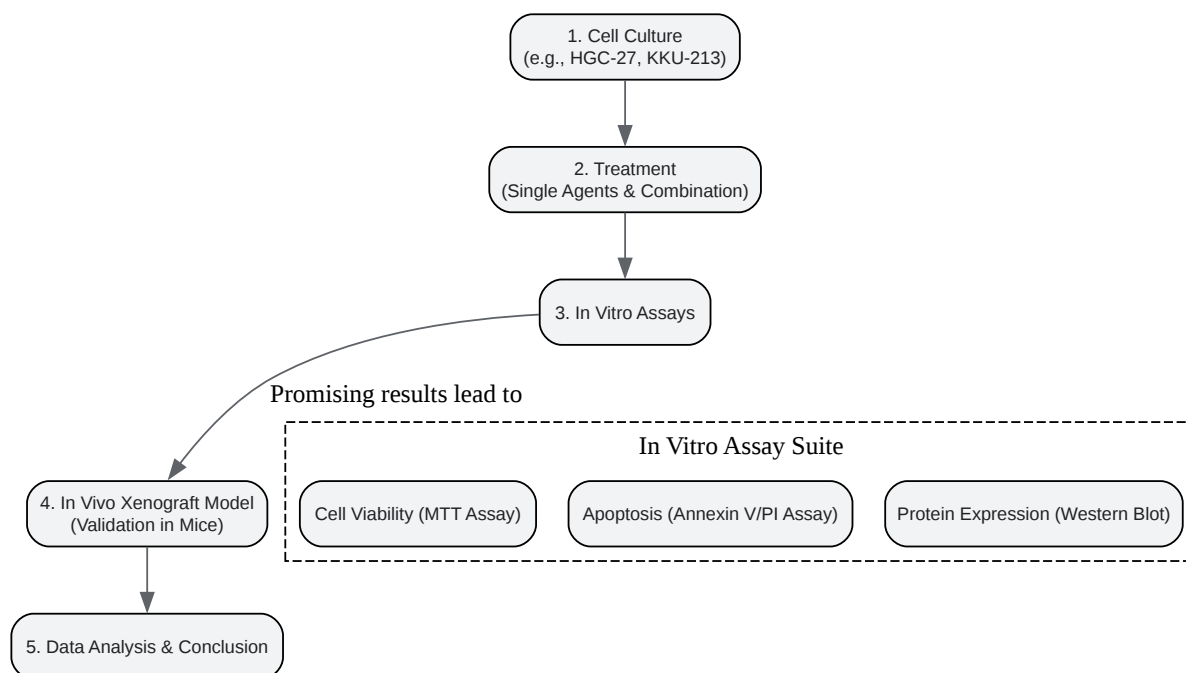 1. Cell Culture
(e.g., HGC-27, KKU-213)
2. Treatment
(Single Agents & Combination)
3. In Vitro Assays
Promising results lead to
In Vitro Assay Suite
4. In Vivo Xenograft Model
(Validation in Mice)
Cell Viability (MTT Assay)
Apoptosis (Annexin V/PI Assay)
Protein Expression (Western Blot)
5. Data Analysis & Conclusion